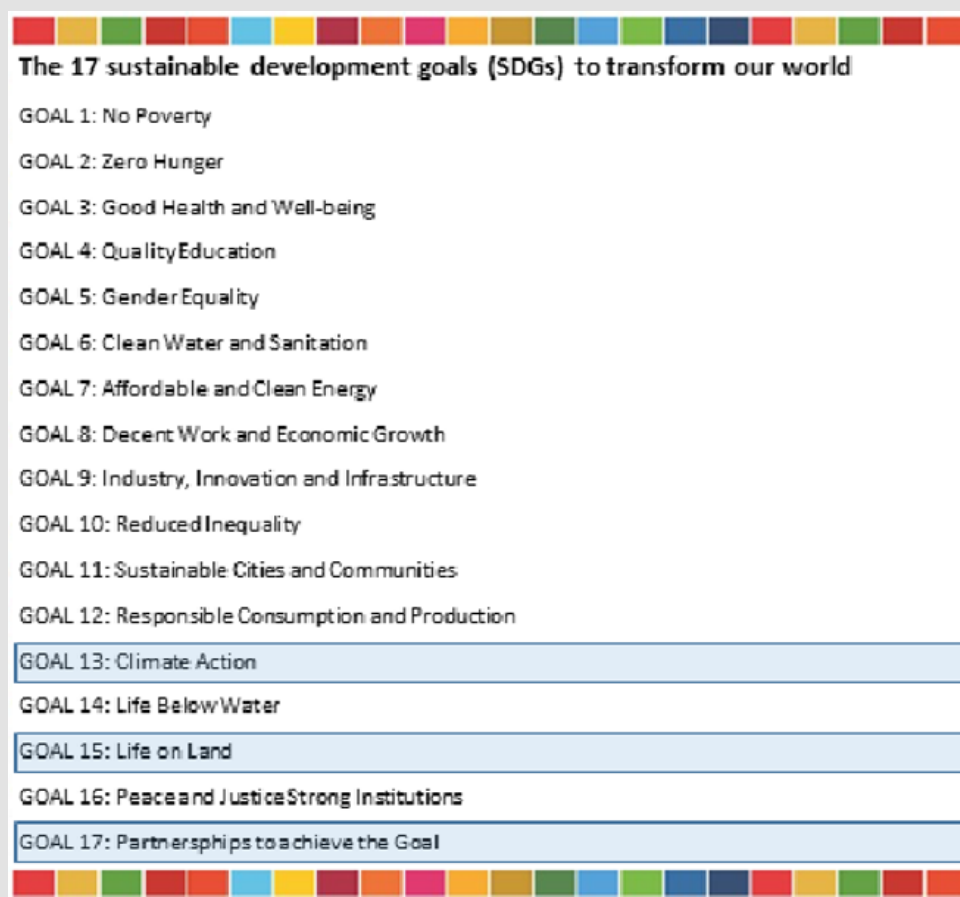 The 17 sustainable development goals (SDGs) to transform our world
GOAL 1: No Poverty
GOAL 2: Zero Hunger
GOAL 3: Good Health and Well-being
GOAL 4: Quality Education
GOAL 5: Gender Equality
GOAL 6: Clean Water and Sanitation
GOAL 7: Affordable and Clean Energy
GOAL 8: Decent Work and Economic Growth
GOAL 9: Industry, Innovation and Infrastructure
GOAL 10: Reduced Inequality
GOAL 11: Sustainable Cities and Communities
GOAL 12: Responsible Consumption and Production
GOAL 13: Climate Action
GOAL 14: Life Below Water
GOAL 15: Life on Land
GOAL 16: Peace and Justice Strong Institutions
GOAL 17: Partnersphips to achieve the Goal